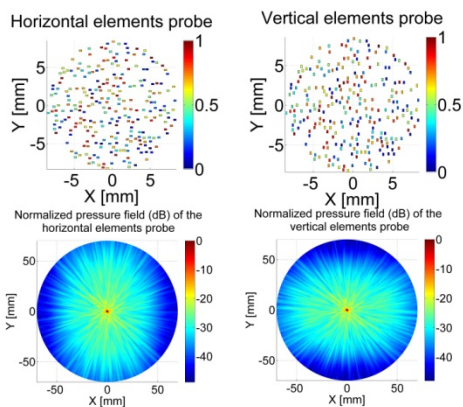 Horizontal elements probe
Vertical elements probe
Y [mm]
5
0
-5
-5
0
5
X [mm]
1
0.5
0
Y [mm]
5
0
-5
-5
0
5
X [mm]
1
0.5
0
Normalized pressure field (dB) of the
horizontal elements probe
Normalized pressure field (dB) of the
vertical elements probe
Y [mm]
50
0
-50
-50
0
50
X [mm]
0
-10
-20
-30
-40
Y [mm]
50
0
-50
-50
0
50
X [mm]
0
-10
-20
-30
-40